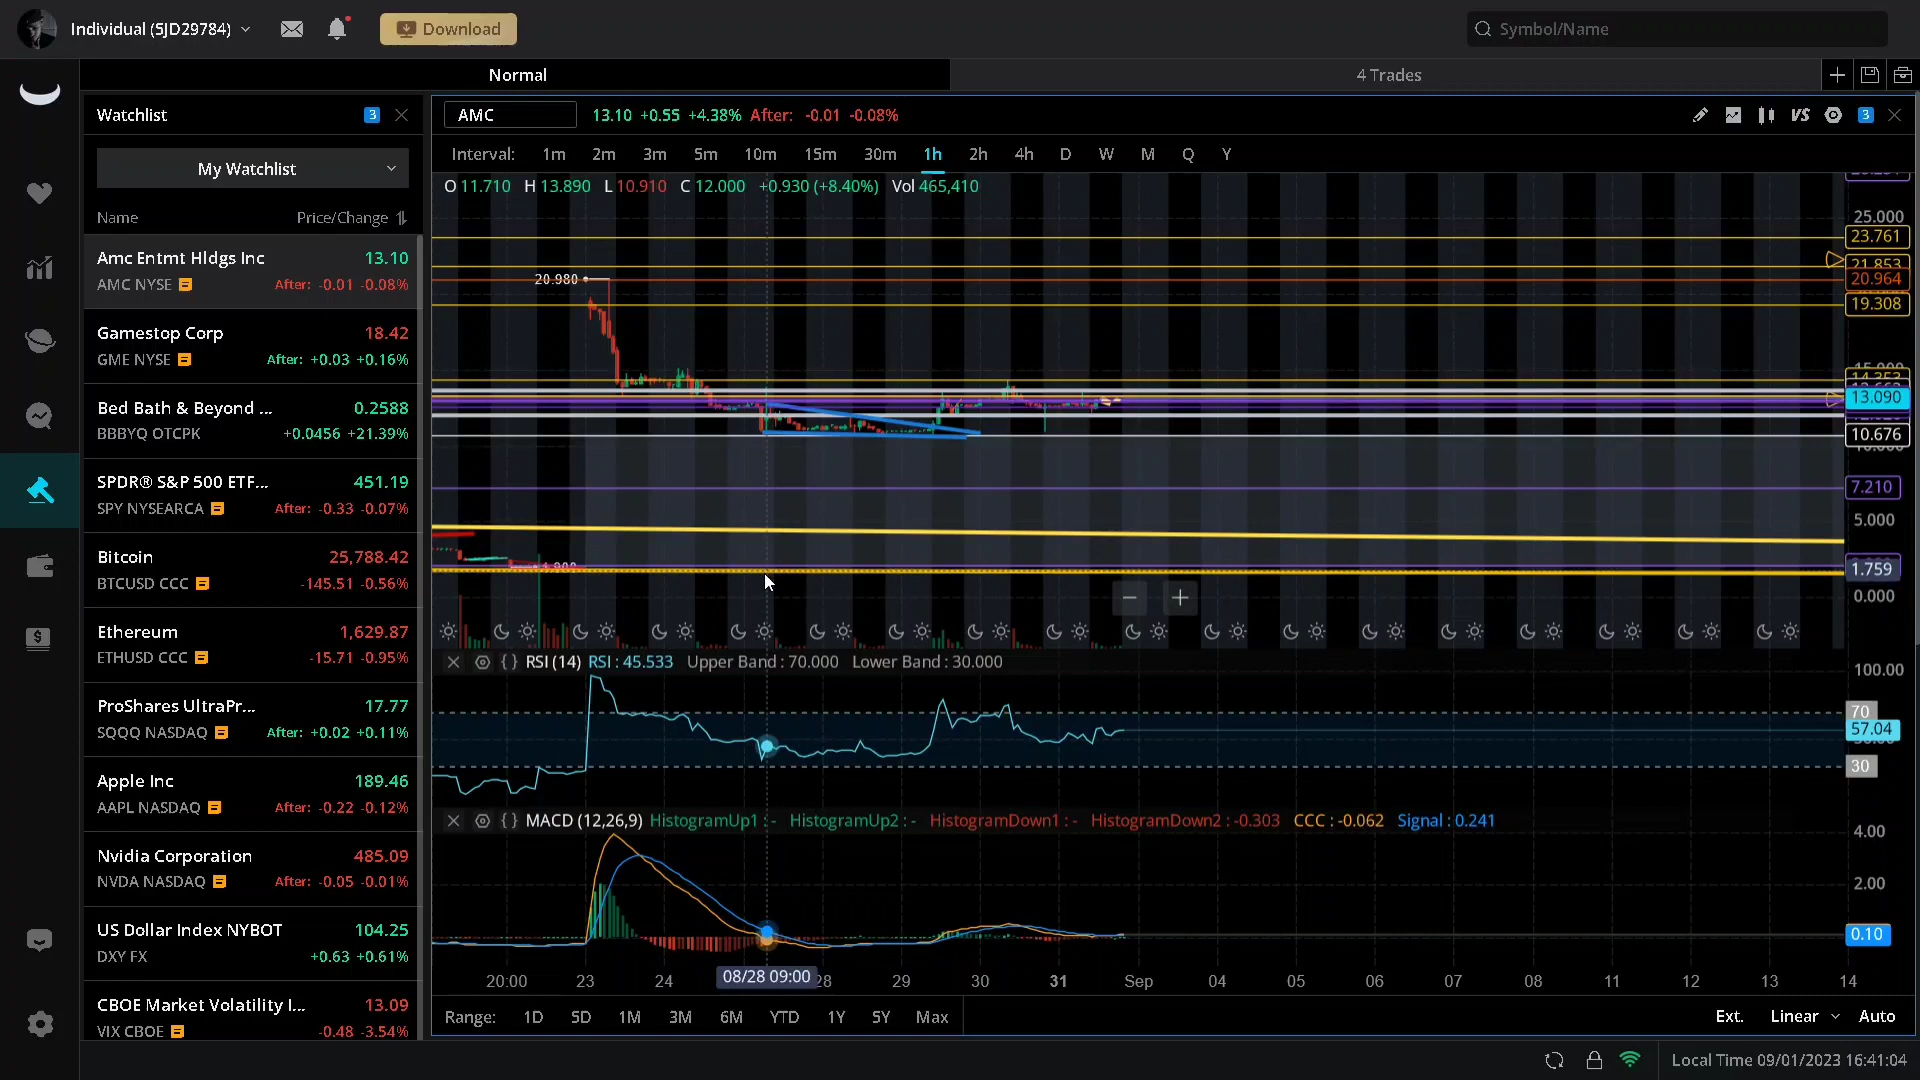 Individual (5JD29784)
Download
Symbol/Name
Normal
4 Trades
Watchlist
3
My Watchlist
Name
Price/Change
Amc Entmt Hldgs Inc 13.10
AMC NYSE After: -0.01 -0.08%
Gamestop Corp 18.42
GME NYSE After: +0.03 +0.16%
Bed Bath & Beyond ... 0.2588
BBBYQ OTCPK +0.0456 +21.39%
SPDR® S&P 500 ETF... 451.19
SPY NYSEARCA After: -0.33 -0.07%
Bitcoin 25,788.42
BTCUSD CCC -145.51 -0.56%
Ethereum 1,629.87
ETHUSD CCC -15.71 -0.95%
ProShares UltraPr... 17.77
SQQQ NASDAQ After: +0.02 +0.11%
Apple Inc 189.46
AAPL NASDAQ After: -0.22 -0.12%
Nvidia Corporation 485.09
NVDA NASDAQ After: -0.05 -0.01%
US Dollar Index NYBOT 104.25
DXY FX +0.63 +0.61%
CBOE Market Volatility I... 13.09
VIX CBOE -0.48 -3.54%
AMC 13.10 +0.55 +4.38% After: -0.01 -0.08%
VS
3
Interval: 1m 2m 3m 5m 10m 15m 30m 1h 2h 4h D W M Q Y
O 11.710 H 13.890 L 10.910 C 12.000 +0.930 (+8.40%) Vol 465,410
20.980
25.000
23.761
21.853
20.964
19.308
13.090
10.676
7.210
5.000
1.759
0.000
RSI (14) RSI : 45.533 Upper Band : 70.000 Lower Band : 30.000
100.00
70
57.04
30
MACD (12,26,9) HistogramUp1 : - HistogramUp2 : - HistogramDown1 : - HistogramDown2 : -0.303 CCC : -0.062 Signal : 0.241
4.00
2.00
0.10
20:00 23 24 08/28 09:00 28 29 30 31 Sep 04 05 06 07 08 11 12 13 14
Range: 1D 5D 1M 3M 6M YTD 1Y 5Y Max
Ext. Linear Auto
Local Time 09/01/2023 16:41:04